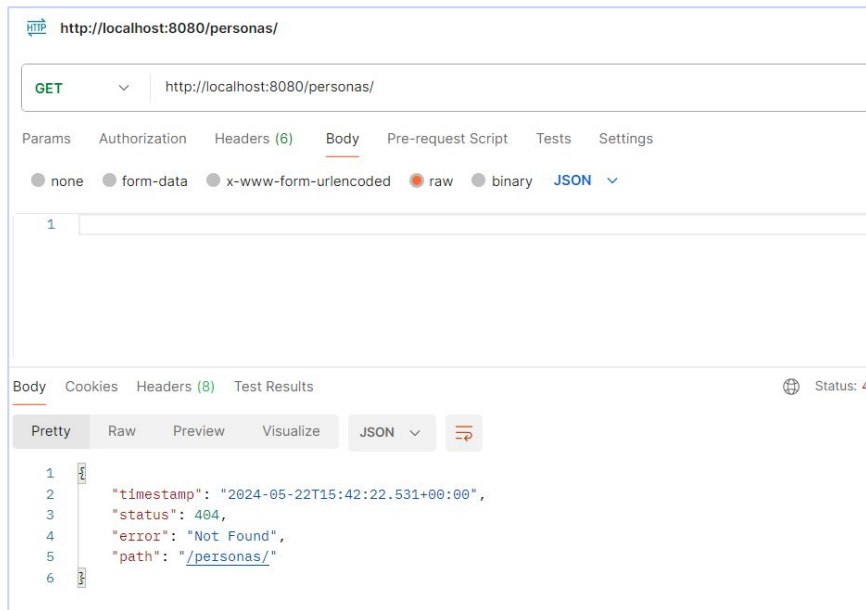 HTTP http://localhost:8080/personas/
GET http://localhost:8080/personas/
Params Authorization Headers (6) Body Pre-request Script Tests Settings
none form-data x-www-form-urlencoded raw binary JSON
1
Body Cookies Headers (8) Test Results Status: 4
Pretty Raw Preview Visualize JSON
1 {
2 "timestamp": "2024-05-22T15:42:22.531+00:00",
3 "status": 404,
4 "error": "Not Found",
5 "path": "/personas/"
6 }